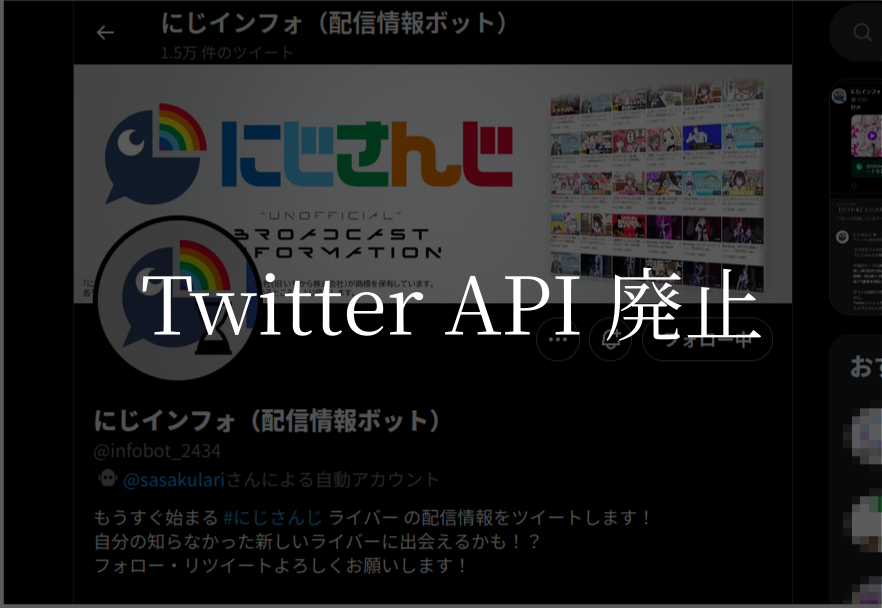 にじインフォ（配信情報ボット）
1.5万 件のツイート
にじさんじ
"UNOFFICIAL"
BROADCAST
INFORMATION
Twitter API 廃止
フォロー中
にじインフォ（配信情報ボット）
@infobot_2434
@sasakulariさんによる自動アカウント
もうすぐ始まる #にじさんじ ライバー の配信情報をツイートします！
自分の知らなかった新しいライバーに出会えるかも！？
フォロー・リツイートよろしくお願いします！
おす